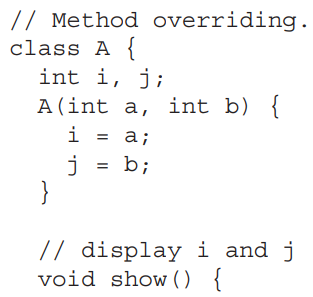 // Method overriding.
class A {
  int i, j;
  A(int a, int b) {
    i = a;
    j = b;
  }

  // display i and j
  void show() {